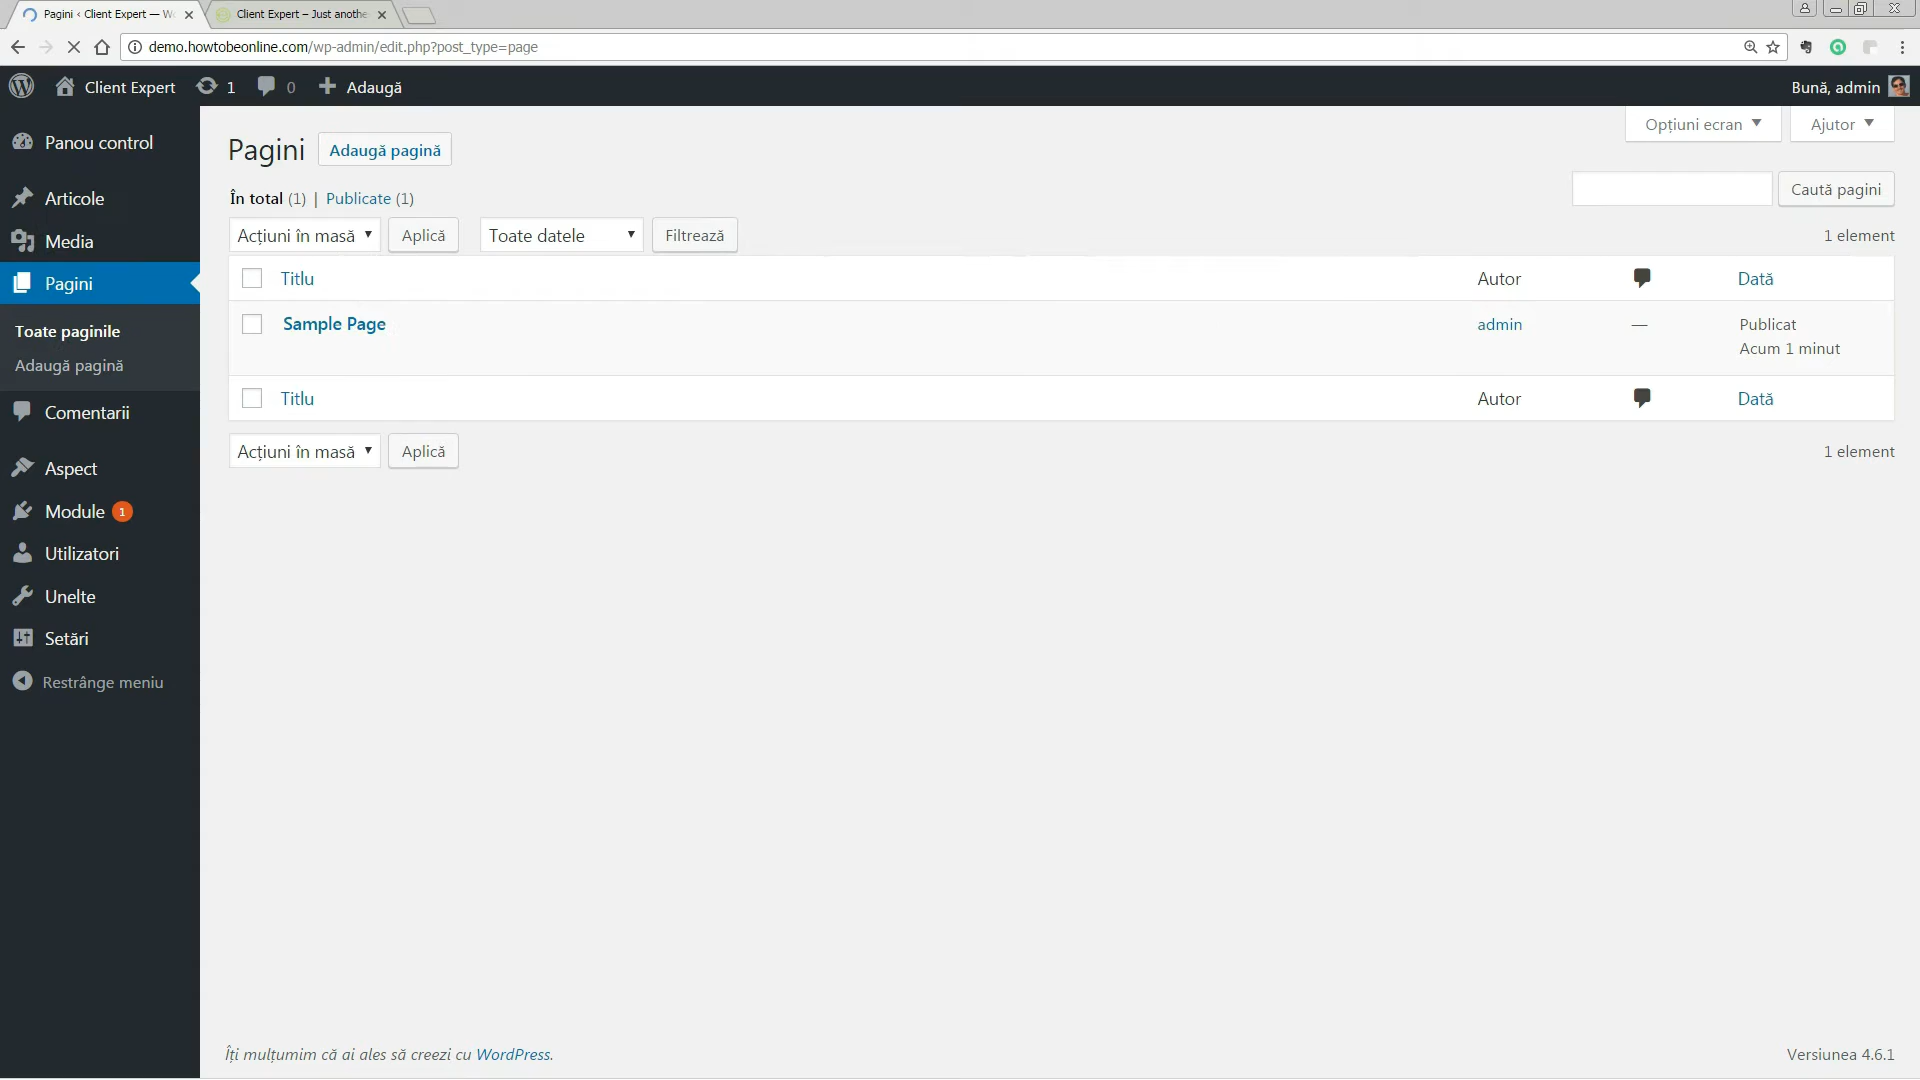 Pagini ‹ Client Expert — W
Client Expert – Just anothe
demo.howtobeonline.com/wp-admin/edit.php?post_type=page
Client Expert
1
0
Adaugă
Bună, admin
Panou control
Articole
Media
Pagini
Toate paginile
Adaugă pagină
Comentarii
Aspect
Module 1
Utilizatori
Unelte
Setări
Restrânge meniu
Opțiuni ecran
Ajutor
Pagini
Adaugă pagină
În total (1) | Publicate (1)
Caută pagini
Acțiuni în masă
Aplică
Toate datele
Filtrează
1 element
Titlu
Autor
Dată
Sample Page
admin
—
Publicat
Acum 1 minut
Titlu
Autor
Dată
Acțiuni în masă
Aplică
1 element
Îți mulțumim că ai ales să creezi cu WordPress.
Versiunea 4.6.1